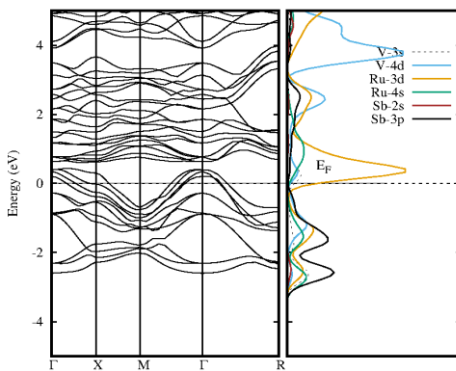 4
2
0
-2
-4
Energy (eV)
Γ X M Γ R
V-3s
V-4d
Ru-3d
Ru-4s
Sb-2s
Sb-3p
E_F